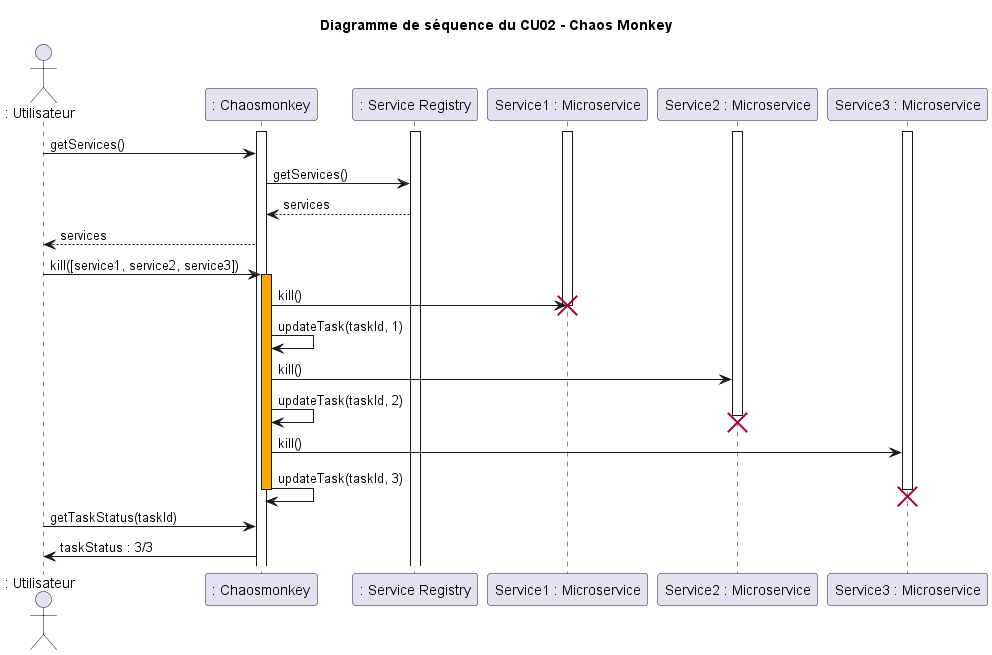 Diagramme de séquence du CU02 - Chaos Monkey
: Utilisateur
: Chaosmonkey
: Service Registry
Service1 : Microservice
Service2 : Microservice
Service3 : Microservice
getServices()
getServices()
services
services
kill([service1, service2, service3])
kill()
updateTask(taskId, 1)
kill()
updateTask(taskId, 2)
kill()
updateTask(taskId, 3)
getTaskStatus(taskId)
taskStatus : 3/3
: Utilisateur
: Chaosmonkey
: Service Registry
Service1 : Microservice
Service2 : Microservice
Service3 : Microservice